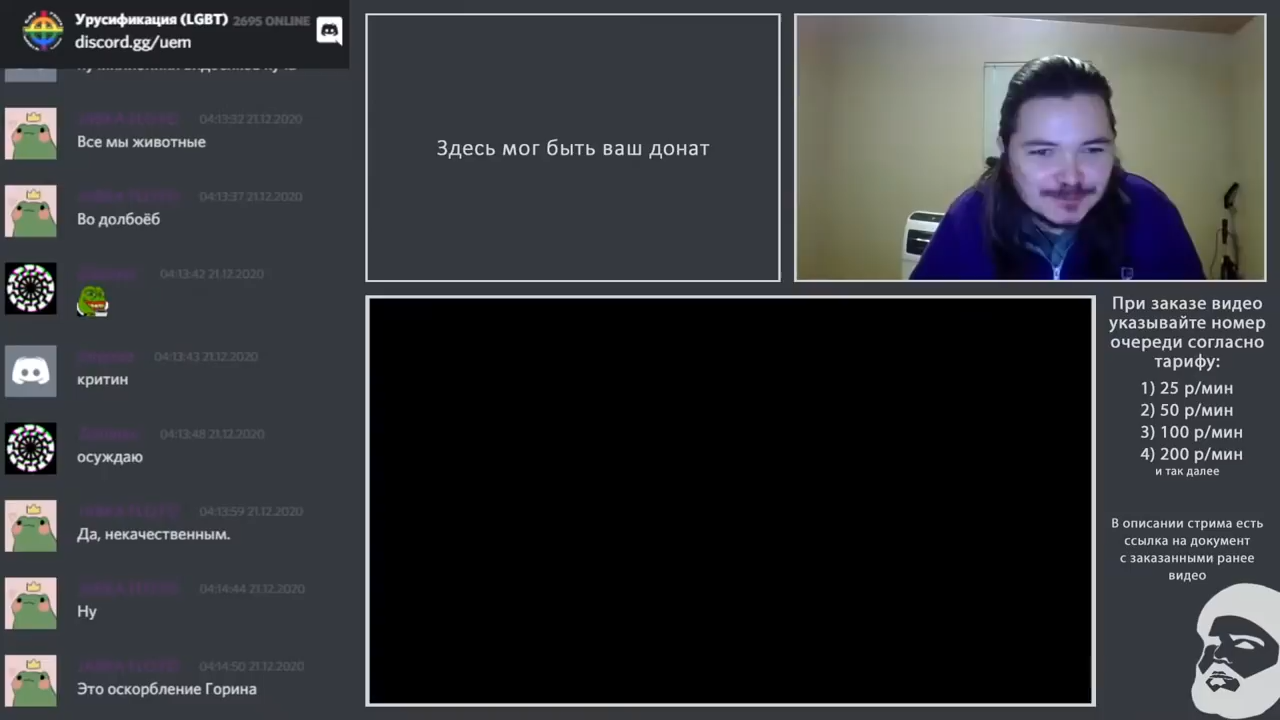 Урусификация (LGBT) 2695 ONLINE
discord.gg/uem
04:13:32 21.12.2020
Все мы животные
04:13:37 21.12.2020
Во долбоёб
04:13:42 21.12.2020
04:13:43 21.12.2020
критин
04:13:48 21.12.2020
осуждаю
04:13:59 21.12.2020
Да, некачественным.
04:14:44 21.12.2020
Ну
04:14:50 21.12.2020
Это оскорбление Горина
Здесь мог быть ваш донат
При заказе видео
указывайте номер
очереди согласно
тарифу:
1) 25 р/мин
2) 50 р/мин
3) 100 р/мин
4) 200 р/мин
и так далее
В описании стрима есть
ссылка на документ
с заказанными ранее
видео